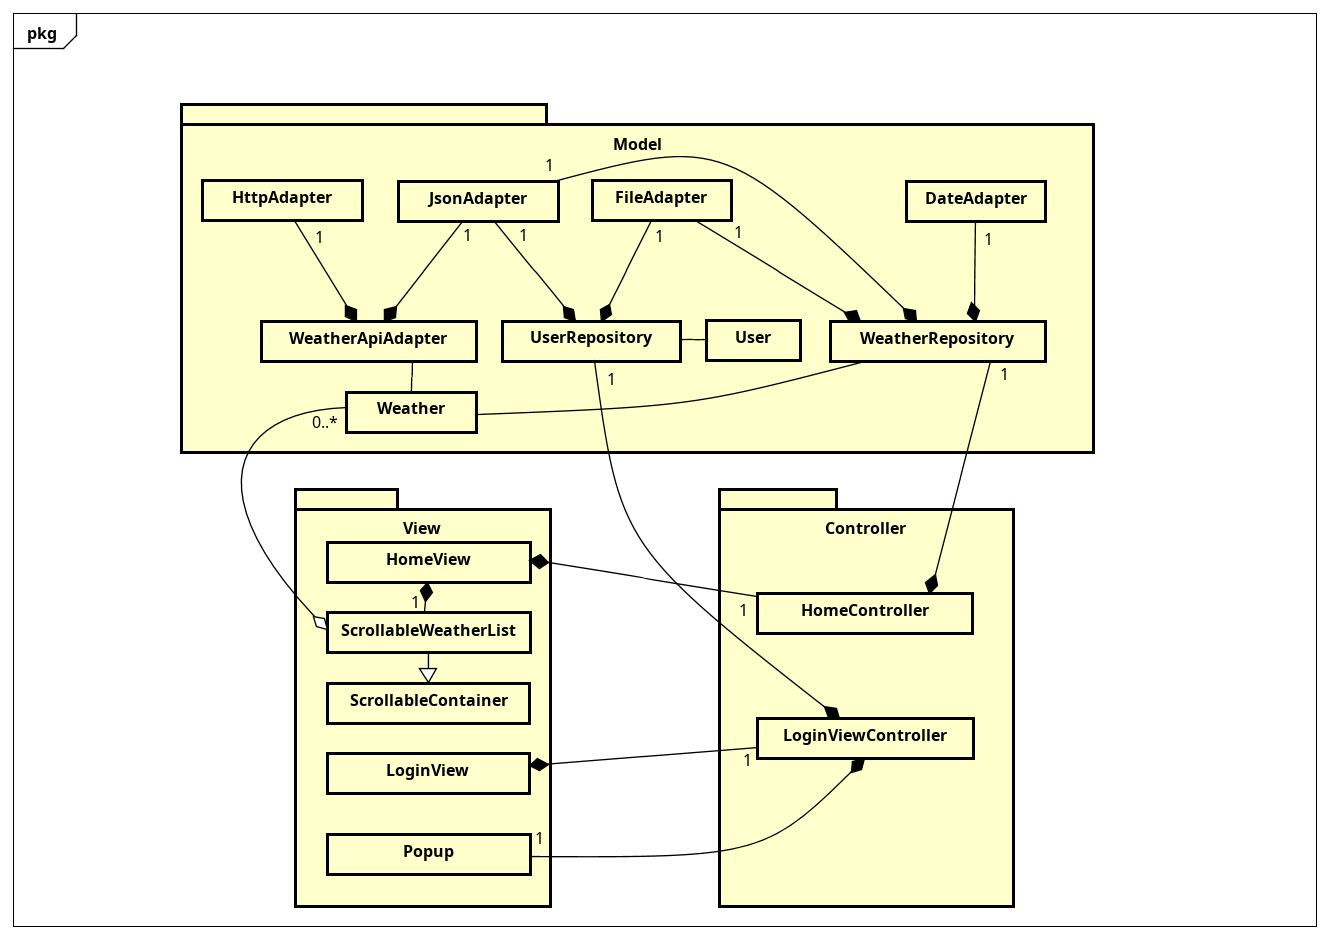 pkg
Model
1
HttpAdapter
JsonAdapter
FileAdapter
DateAdapter
1
1
1
1
1
1
WeatherApiAdapter
UserRepository
User
WeatherRepository
1
1
Weather
0..*
View
Controller
HomeView
1
1
HomeController
ScrollableWeatherList
ScrollableContainer
LoginViewController
1
LoginView
1
Popup